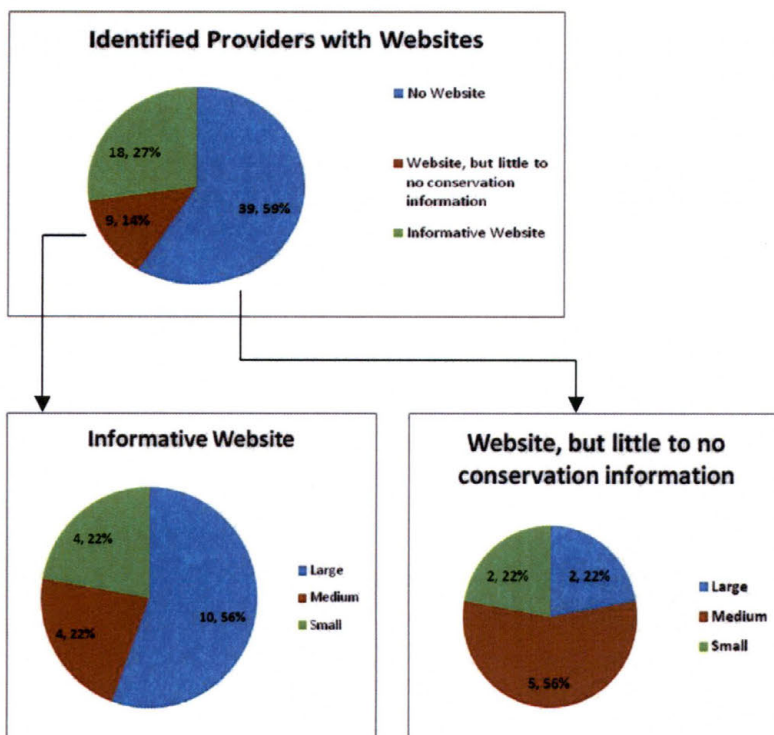 Identified Providers with Websites
No Website
18, 27%
Website, but little to
no conservation
information
39, 59%
9, 14%
Informative Website
Informative Website
4, 22%
Large
10, 56%
Medium
4, 22%
Small
Website, but little to no
conservation information
2, 22%
2, 22%
Large
Medium
Small
5, 56%